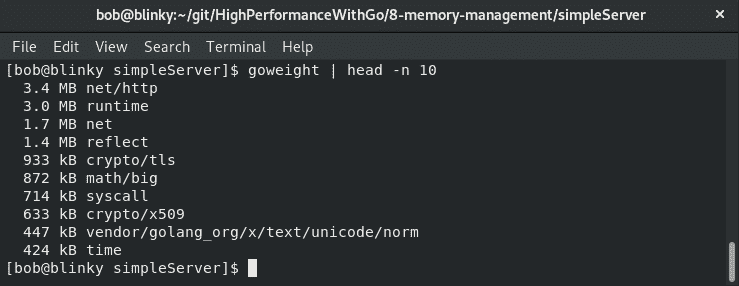 bob@blinky:~/git/HighPerformanceWithGo/8-memory-management/simpleServer ×
File Edit View Search Terminal Help
[bob@blinky simpleServer]$ goweight | head -n 10
3.4 MB net/http
3.0 MB runtime
1.7 MB net
1.4 MB reflect
933 kB crypto/tls
872 kB math/big
714 kB syscall
633 kB crypto/x509
447 kB vendor/golang_org/x/text/unicode/norm
424 kB time
[bob@blinky simpleServer]$